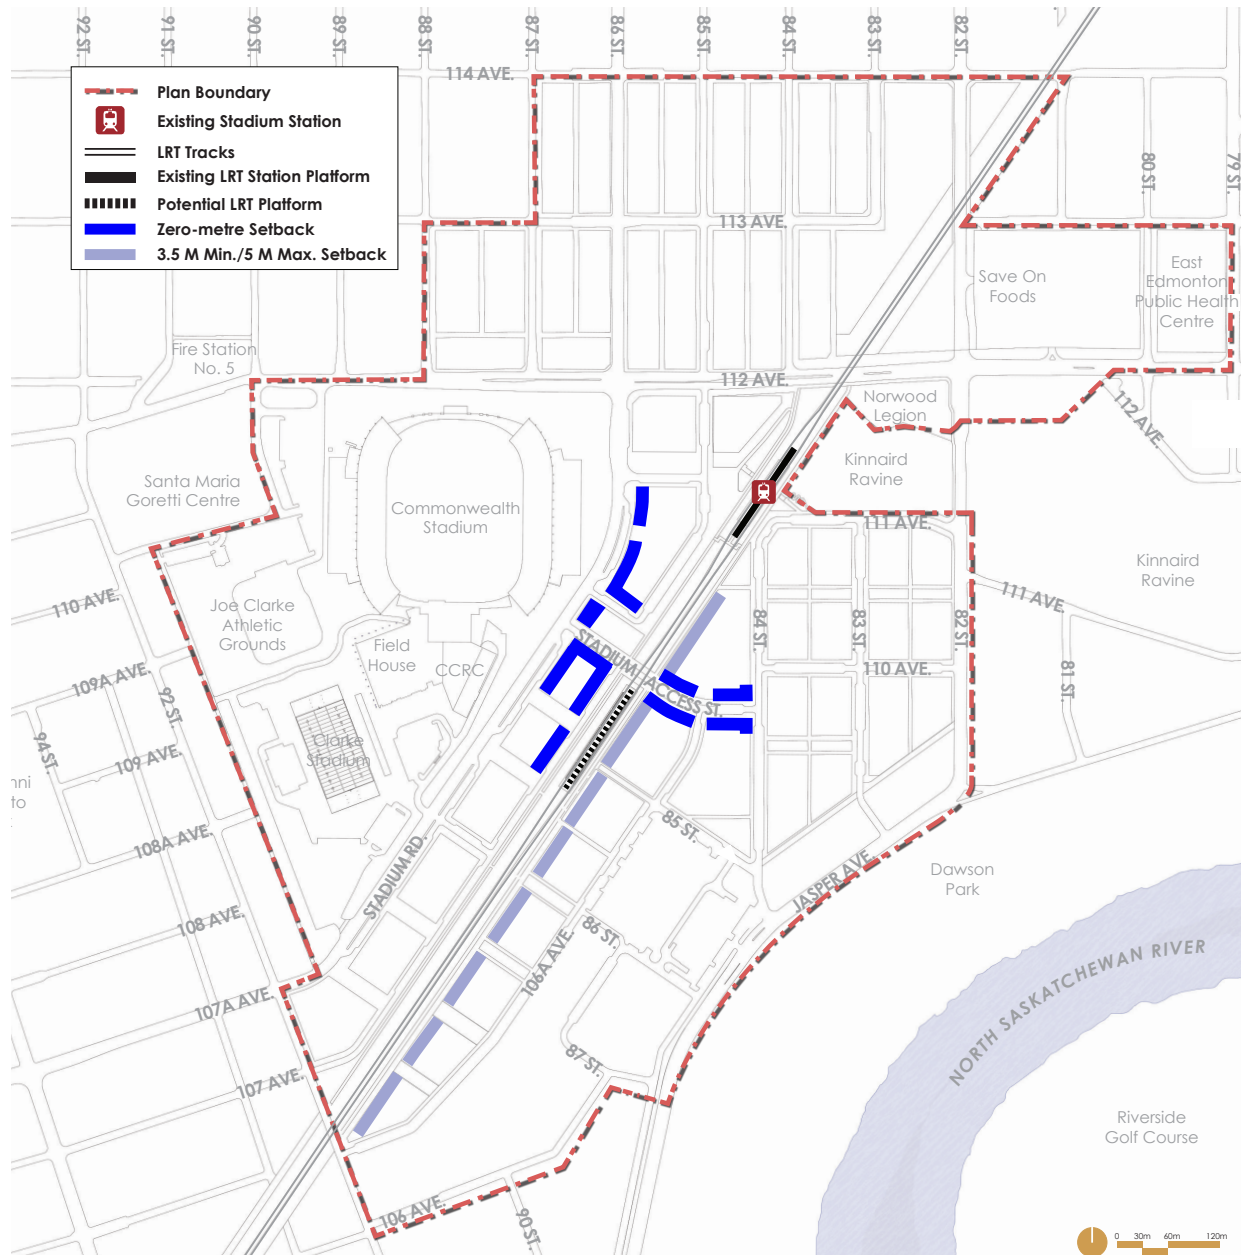 92 ST.
91 ST.
90 ST.
89 ST.
88 ST.
87 ST.
86 ST.
85 ST.
84 ST.
83 ST.
82 ST.
114 AVE.
Plan Boundary
Existing Stadium Station
LRT Tracks
Existing LRT Station Platform
Potential LRT Platform
Zero-metre Setback
3.5 M Min./5 M Max. Setback
80 ST.
79 ST.
113 AVE.
Save On
Foods
East
Edmonton
Public Health
Centre
Fire Station
No. 5
112 AVE.
Norwood
Legion
112 AVE.
Kinnaird
Ravine
Santa Maria
Goretti Centre
Commonwealth
Stadium
111 AVE.
Kinnaird
Ravine
111 AVE.
110 AVE.
Joe Clarke
Athletic
Grounds
Field
House
CCRC
STADIUM ACCESS ST.
84 ST.
83 ST.
82 ST.
110 AVE.
81 ST.
109A AVE.
92 ST.
94 ST.
109 AVE.
Clarke
Stadium
nni
to
108A AVE.
85 ST.
STADIUM RD.
JASPER AVE.
Dawson
Park
108 AVE.
86 ST.
106A AVE.
NORTH SASKATCHEWAN RIVER
107A AVE.
87 ST.
107 AVE.
Riverside
Golf Course
106 AVE.
90 ST.
0 30m 60m 120m